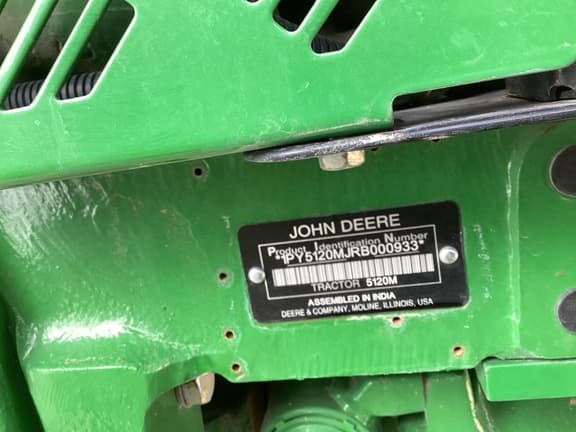 JOHN DEERE
Product Identification Number
*1PY5120MJRB000933*
TRACTOR 5120M
ASSEMBLED IN INDIA
DEERE & COMPANY, MOLINE, ILLINOIS, USA